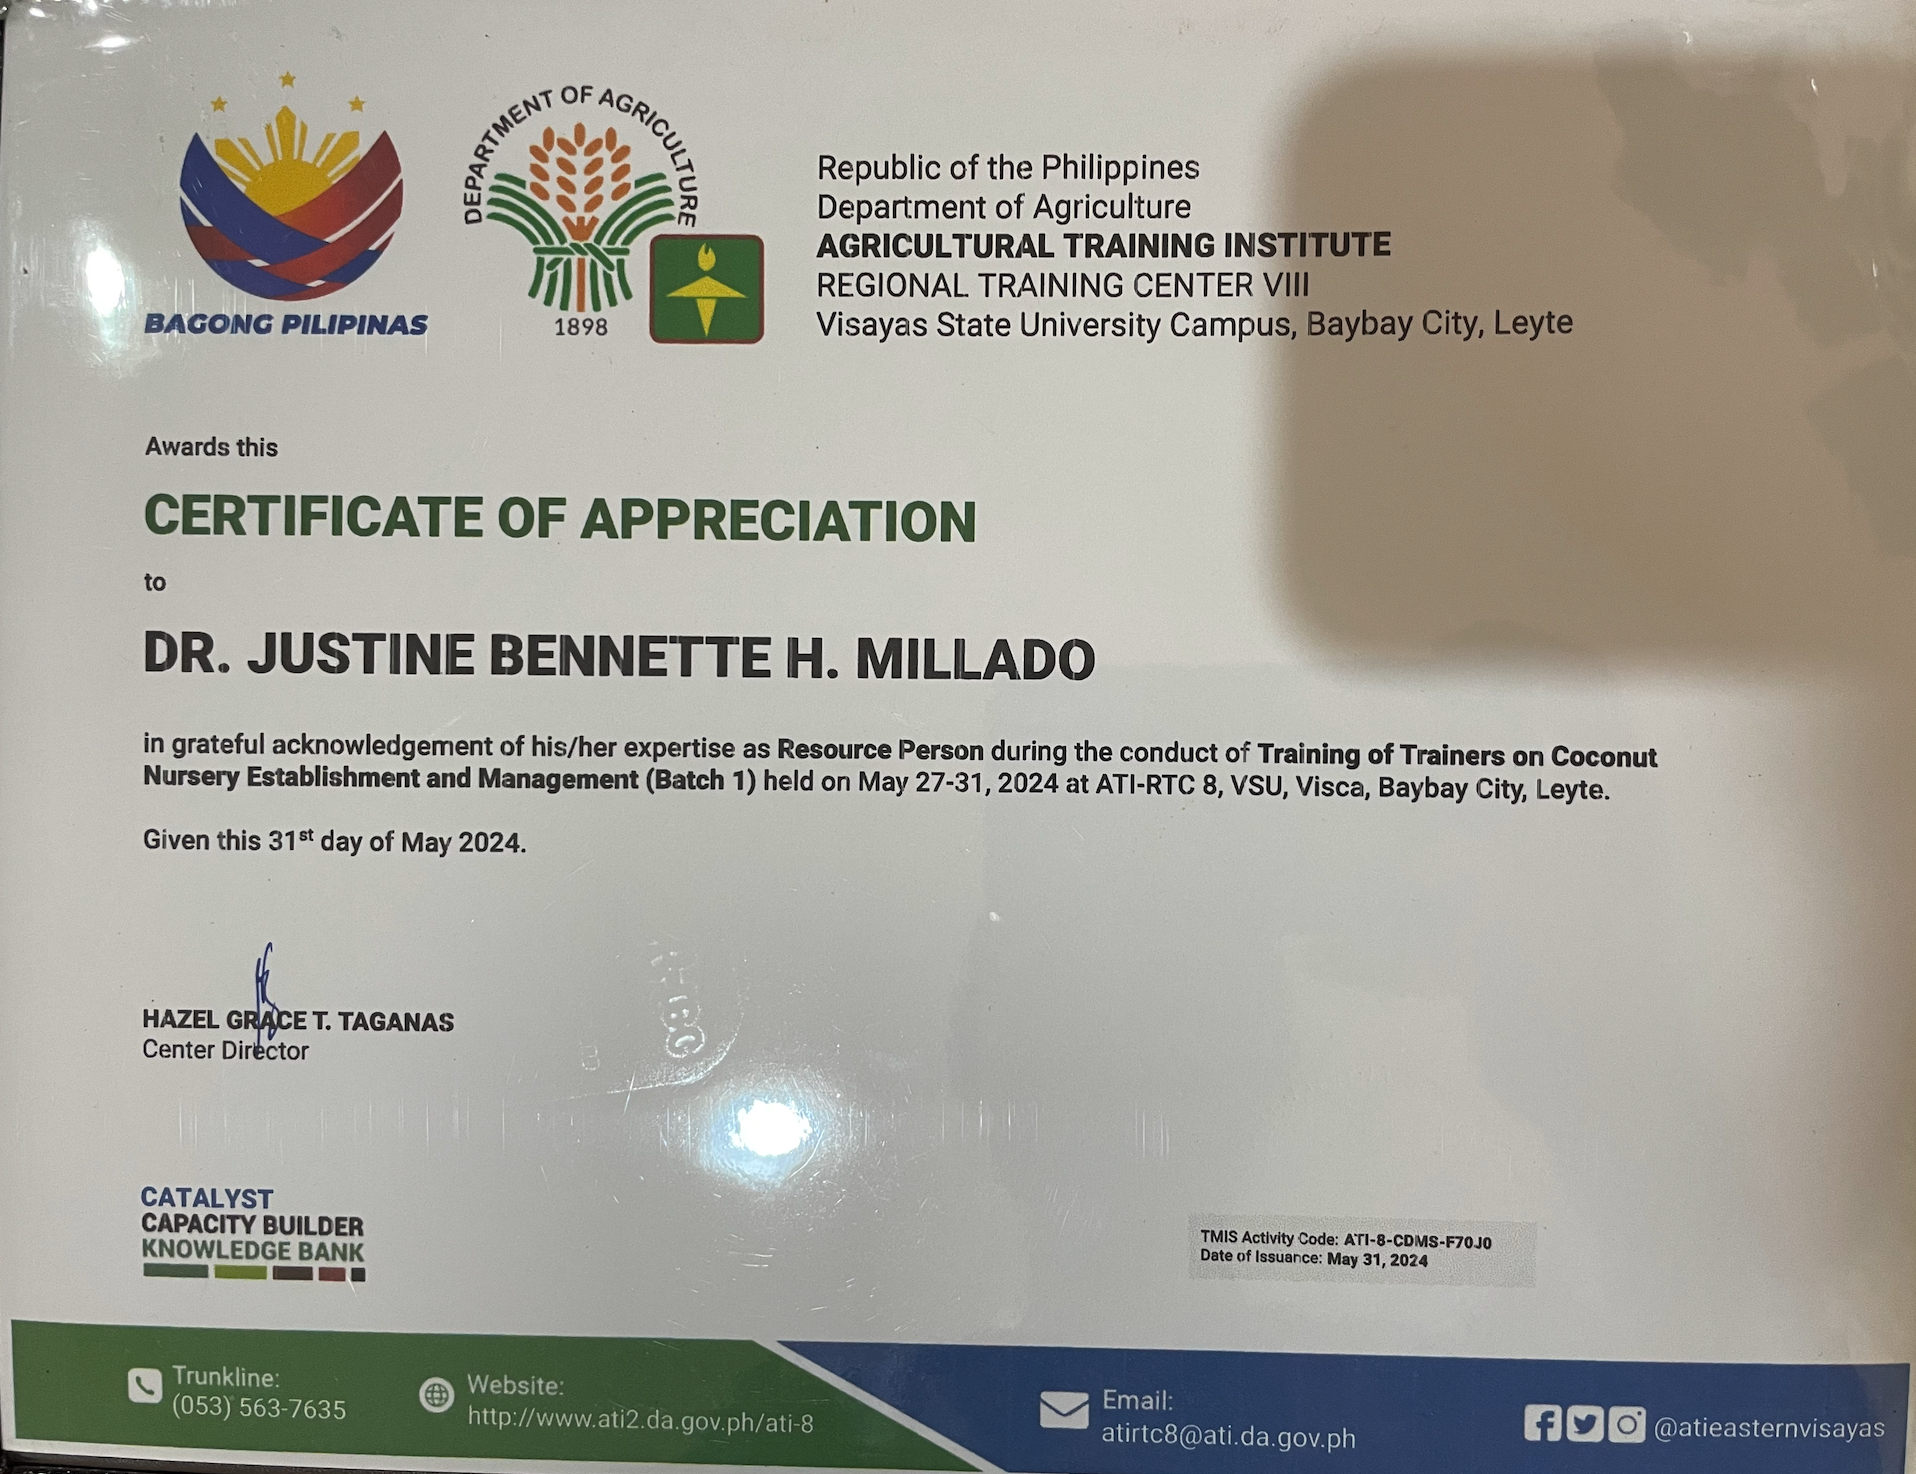 BAGONG PILIPINAS
DEPARTMENT OF AGRICULTURE
1898
Republic of the Philippines
Department of Agriculture
AGRICULTURAL TRAINING INSTITUTE
REGIONAL TRAINING CENTER VIII
Visayas State University Campus, Baybay City, Leyte
Awards this
CERTIFICATE OF APPRECIATION
to
DR. JUSTINE BENNETTE H. MILLADO
in grateful acknowledgement of his/her expertise as Resource Person during the conduct of Training of Trainers on Coconut
Nursery Establishment and Management (Batch 1) held on May 27-31, 2024 at ATI-RTC 8, VSU, Visca, Baybay City, Leyte.
Given this 31st day of May 2024.
HAZEL GRACE T. TAGANAS
Center Director
CATALYST
CAPACITY BUILDER
KNOWLEDGE BANK
TMIS Activity Code: ATI-8-CDMS-F70J0
Date of Issuance: May 31, 2024
Trunkline:
(053) 563-7635
Website:
http://www.ati2.da.gov.ph/ati-8
Email:
atirtc8@ati.da.gov.ph
@atieasternvisayas